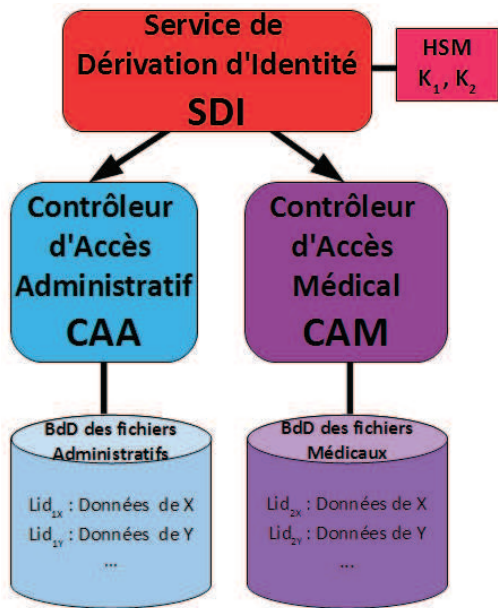 Service de
Dérivation d'Identité
SDI
HSM
K₁, K₂
Contrôleur
d'Accès
Administratif
CAA
Contrôleur
d'Accès
Médical
CAM
BdD des fichiers
Administratifs
Lid₁ₓ : Données de X
Lid₁Y : Données de Y
...
BdD des fichiers
Médicaux
Lid₂ₓ : Données de X
Lid₂Y : Données de Y
...